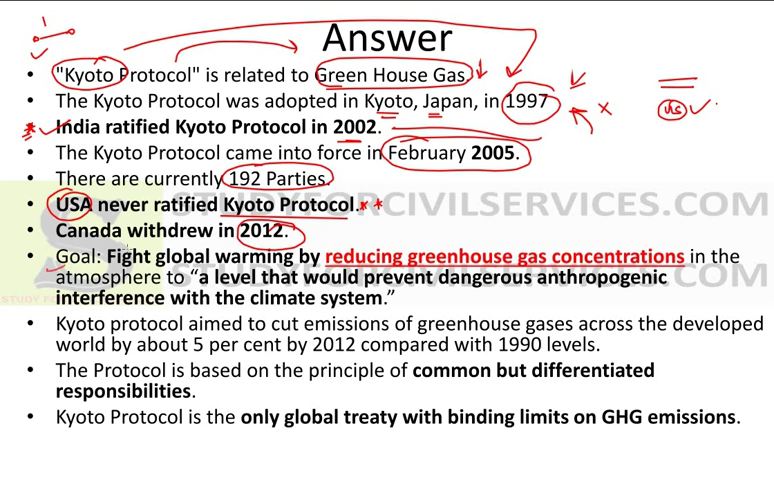 Answer
• "Kyoto Protocol" is related to Green House Gas.
• The Kyoto Protocol was adopted in Kyoto, Japan, in 1997
• India ratified Kyoto Protocol in 2002.
• The Kyoto Protocol came into force in February 2005.
• There are currently 192 Parties.
• USA never ratified Kyoto Protocol.
• Canada withdrew in 2012.
• Goal: Fight global warming by reducing greenhouse gas concentrations in the
atmosphere to “a level that would prevent dangerous anthropogenic
interference with the climate system.”
• Kyoto protocol aimed to cut emissions of greenhouse gases across the developed
world by about 5 per cent by 2012 compared with 1990 levels.
• The Protocol is based on the principle of common but differentiated
responsibilities.
• Kyoto Protocol is the only global treaty with binding limits on GHG emissions.
STUDYFORCIVILSERVICES.COM
STUDYFORCIVILSERVICES.COM